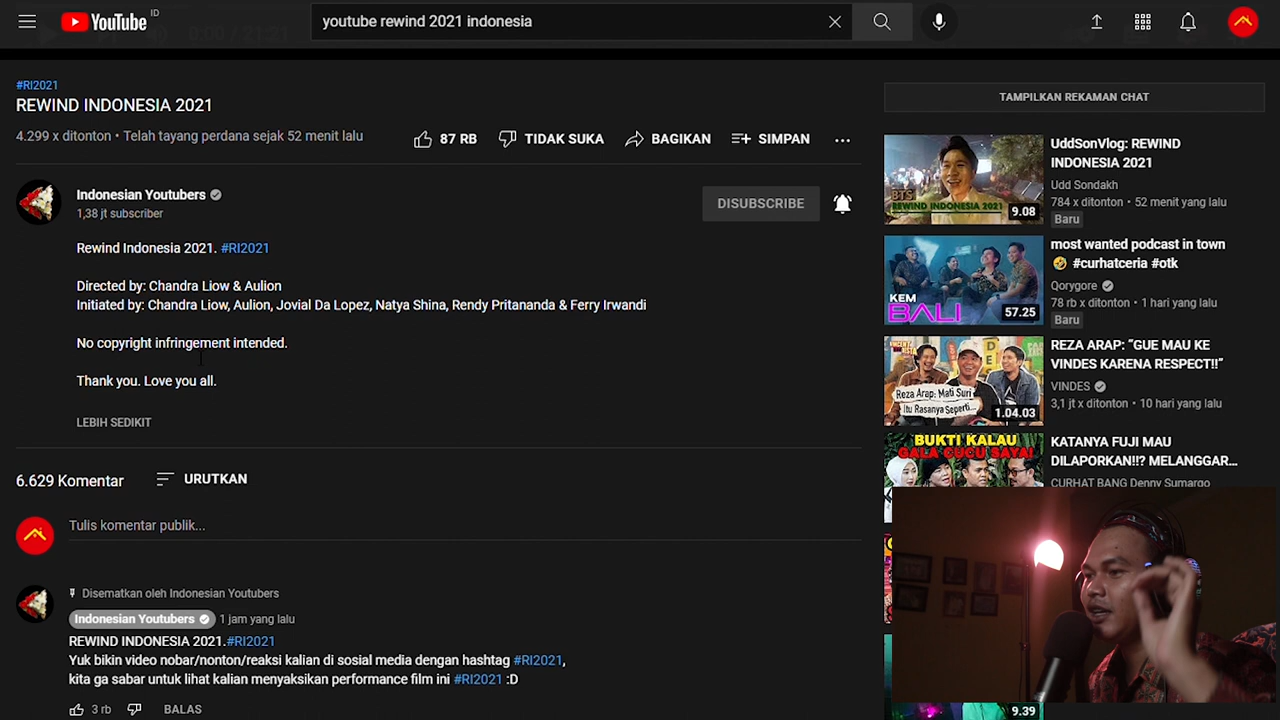 YouTube ID
youtube rewind 2021 indonesia
#RI2021
REWIND INDONESIA 2021
4.299 x ditonton • Telah tayang perdana sejak 52 menit lalu
87 RB
TIDAK SUKA
BAGIKAN
SIMPAN
Indonesian Youtubers
1,38 jt subscriber
DISUBSCRIBE
Rewind Indonesia 2021. #RI2021
Directed by: Chandra Liow & Aulion
Initiated by: Chandra Liow, Aulion, Jovial Da Lopez, Natya Shina, Rendy Pritananda & Ferry Irwandi
No copyright infringement intended.
Thank you. Love you all.
LEBIH SEDIKIT
6.629 Komentar
URUTKAN
Tulis komentar publik...
Disematkan oleh Indonesian Youtubers
Indonesian Youtubers
1 jam yang lalu
REWIND INDONESIA 2021.#RI2021
Yuk bikin video nobar/nonton/reaksi kalian di sosial media dengan hashtag #RI2021,
kita ga sabar untuk lihat kalian menyaksikan performance film ini #RI2021 :D
3 rb
BALAS
TAMPILKAN REKAMAN CHAT
BTS
REWIND INDONESIA 2021
9.08
UddSonVlog: REWIND
INDONESIA 2021
Udd Sondakh
784 x ditonton • 52 menit yang lalu
Baru
KEM
BALI
57.25
most wanted podcast in town
🤣 #curhatceria #otk
Qorygore
78 rb x ditonton • 1 hari yang lalu
Baru
Reza Arap: Mati Suri
Itu Rasanya Seperti...
1.04.03
REZA ARAP: “GUE MAU KE
VINDES KARENA RESPECT!!”
VINDES
3,1 jt x ditonton • 10 hari yang lalu
BUKTI KALAU
GALA CUCU SAYA!
KATANYA FUJI MAU
DILAPORKAN!!? MELANGGAR...
CURHAT BANG Denny Sumargo
9.39